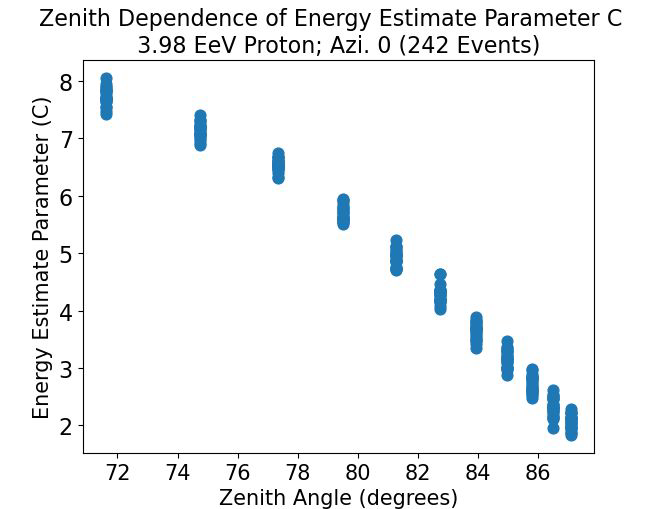 Zenith Dependence of Energy Estimate Parameter C
3.98 EeV Proton; Azi. 0 (242 Events)
Energy Estimate Parameter (C)
8
7
6
5
4
3
2
72 74 76 78 80 82 84 86
Zenith Angle (degrees)